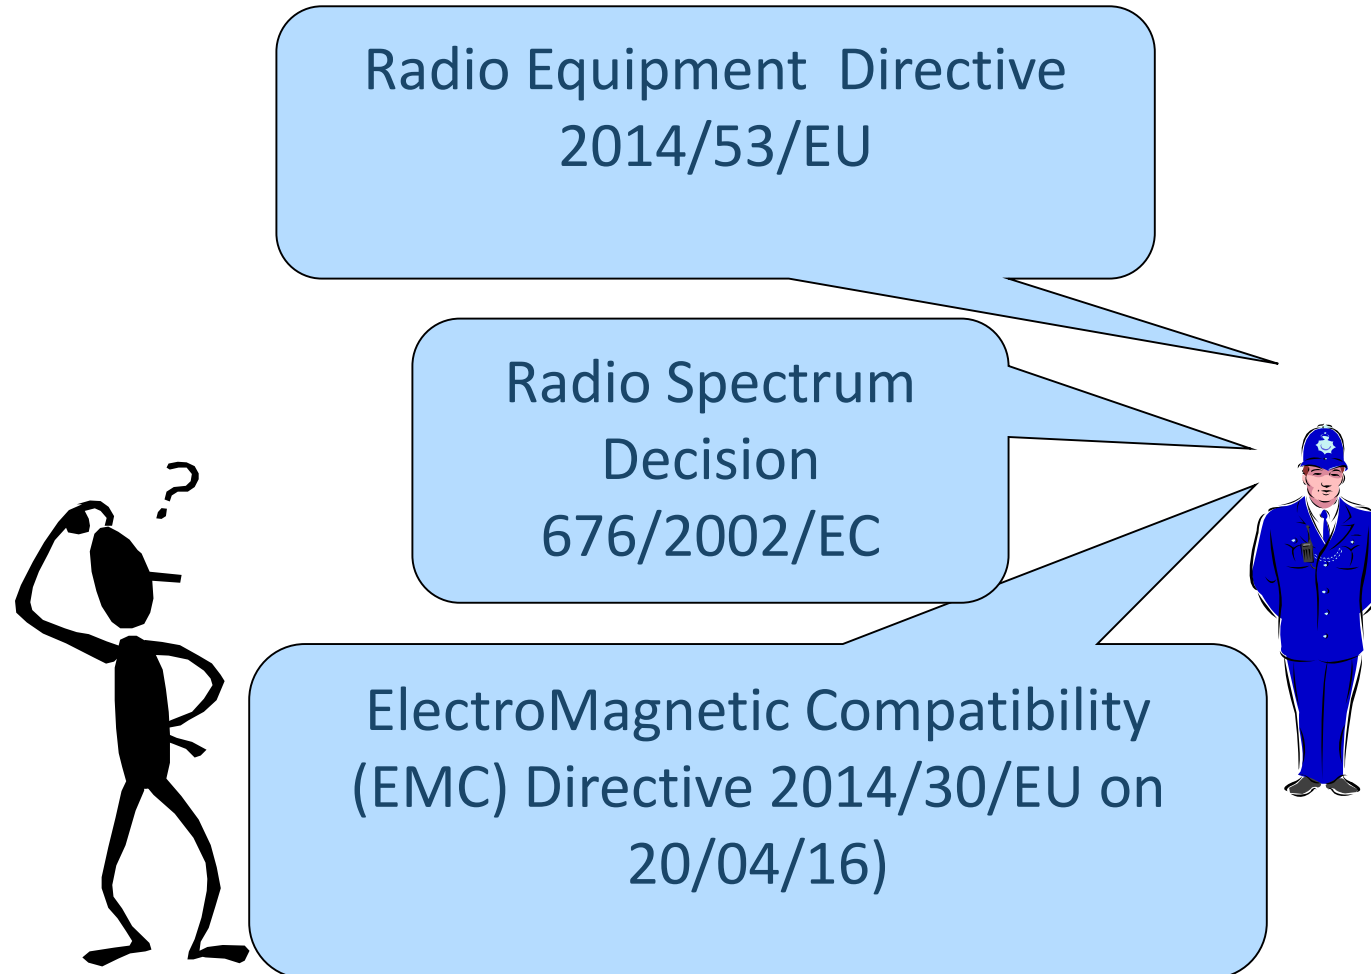 Radio Equipment  Directive
2014/53/EU
Radio Spectrum
Decision
676/2002/EC
ElectroMagnetic Compatibility
(EMC) Directive 2014/30/EU on
20/04/16)
?